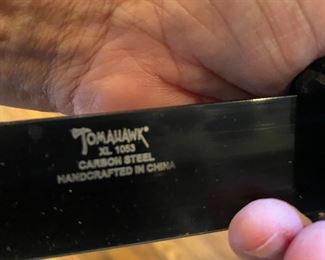 TOMAHAWK
XL 1053
CARBON STEEL
HANDCRAFTED IN CHINA